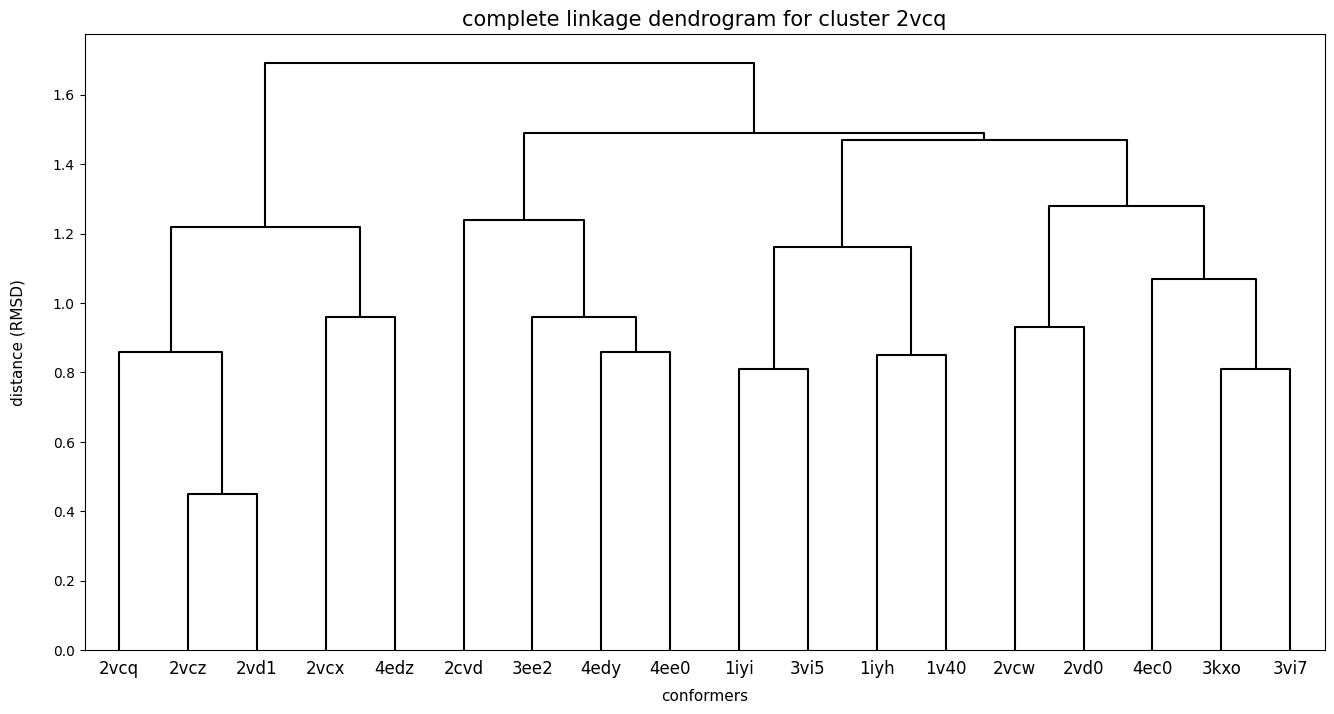 complete linkage dendrogram for cluster 2vcq
distance (RMSD)
1.6
1.4
1.2
1.0
0.8
0.6
0.4
0.2
0.0
2vcq 2vcz 2vd1 2vcx 4edz 2cvd 3ee2 4edy 4ee0 1iyi 3vi5 1iyh 1v40 2vcw 2vd0 4ec0 3kxo 3vi7
conformers